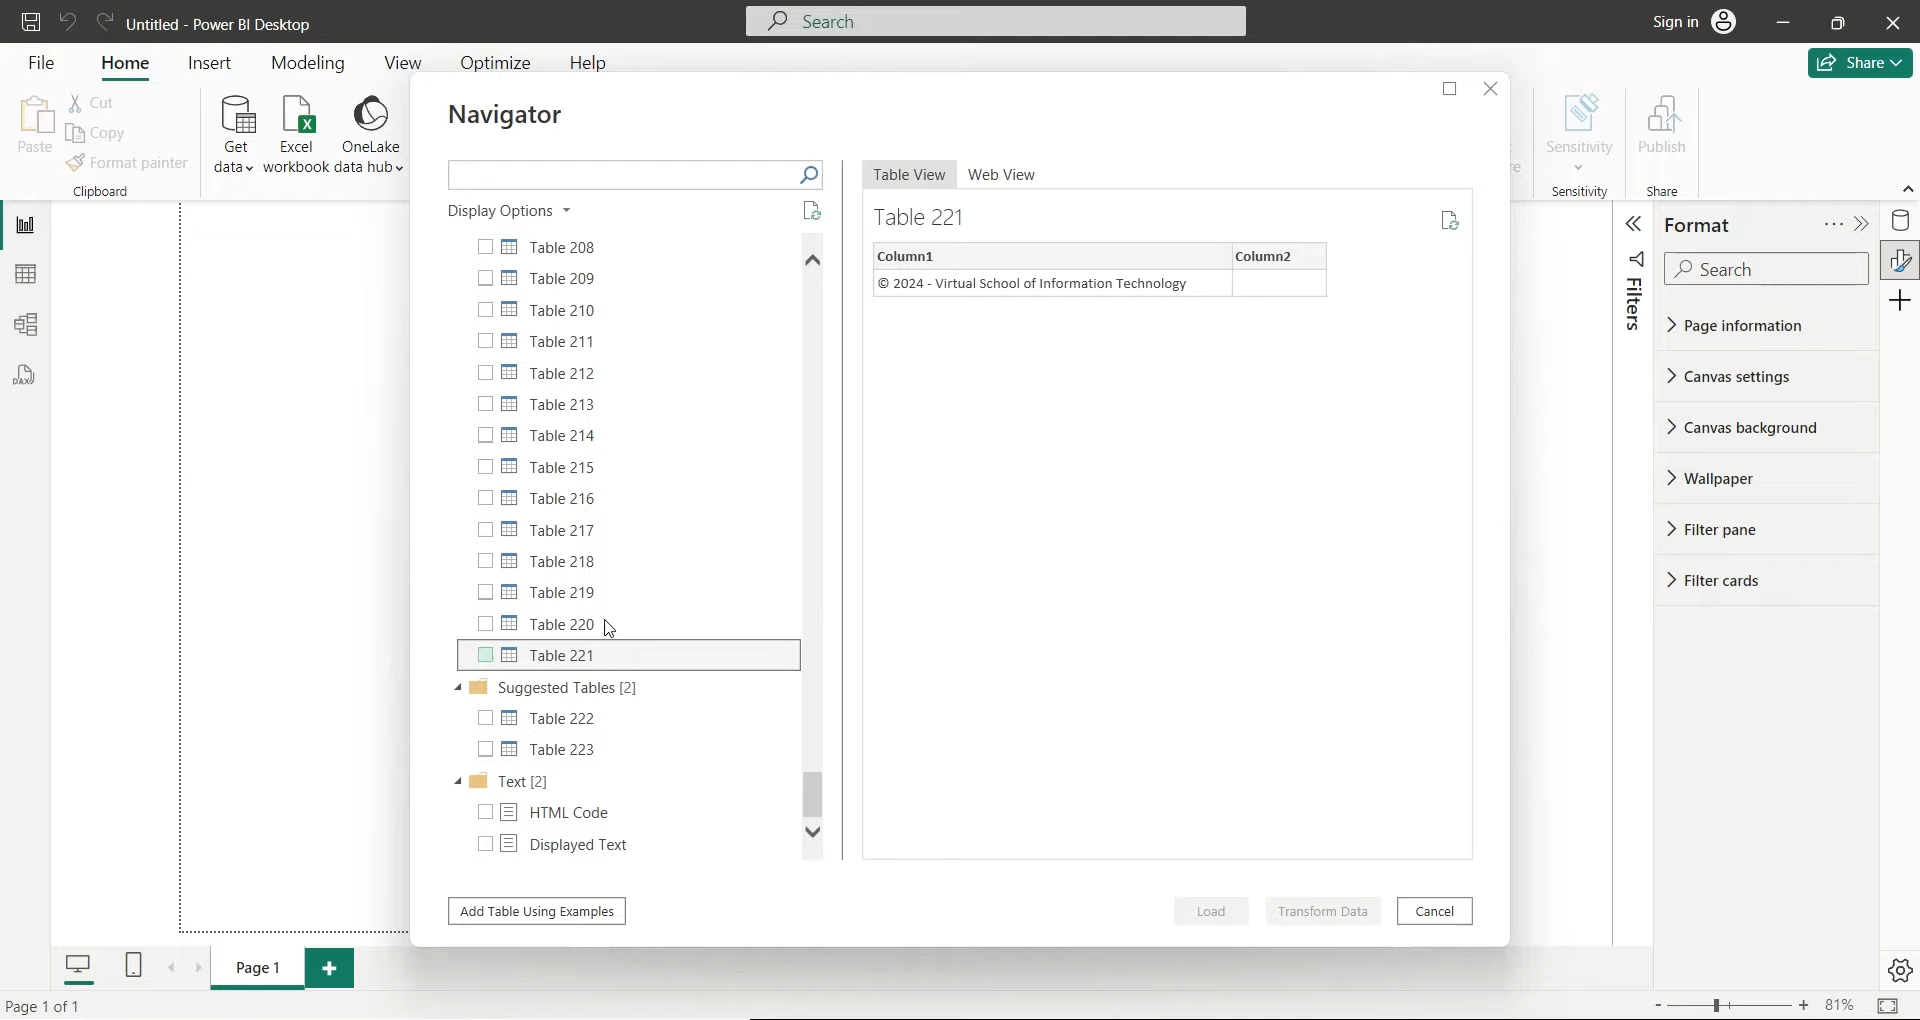 Untitled - Power BI Desktop
Search
Sign in
File
Home
Insert
Modeling
View
Optimize
Help
Share
Paste
Cut
Copy
Format painter
Clipboard
Get data
Excel workbook
OneLake data hub
Sensitivity
Sensitivity
Publish
Share
Navigator
Display Options
Table 208
Table 209
Table 210
Table 211
Table 212
Table 213
Table 214
Table 215
Table 216
Table 217
Table 218
Table 219
Table 220
Table 221
Suggested Tables [2]
Table 222
Table 223
Text [2]
HTML Code
Displayed Text
Add Table Using Examples
Table View
Web View
Table 221
Column1 Column2
© 2024 - Virtual School of Information Technology
Load
Transform Data
Cancel
Filters
Format
Search
Page information
Canvas settings
Canvas background
Wallpaper
Filter pane
Filter cards
DAX
Page 1
Page 1 of 1
- + 81%